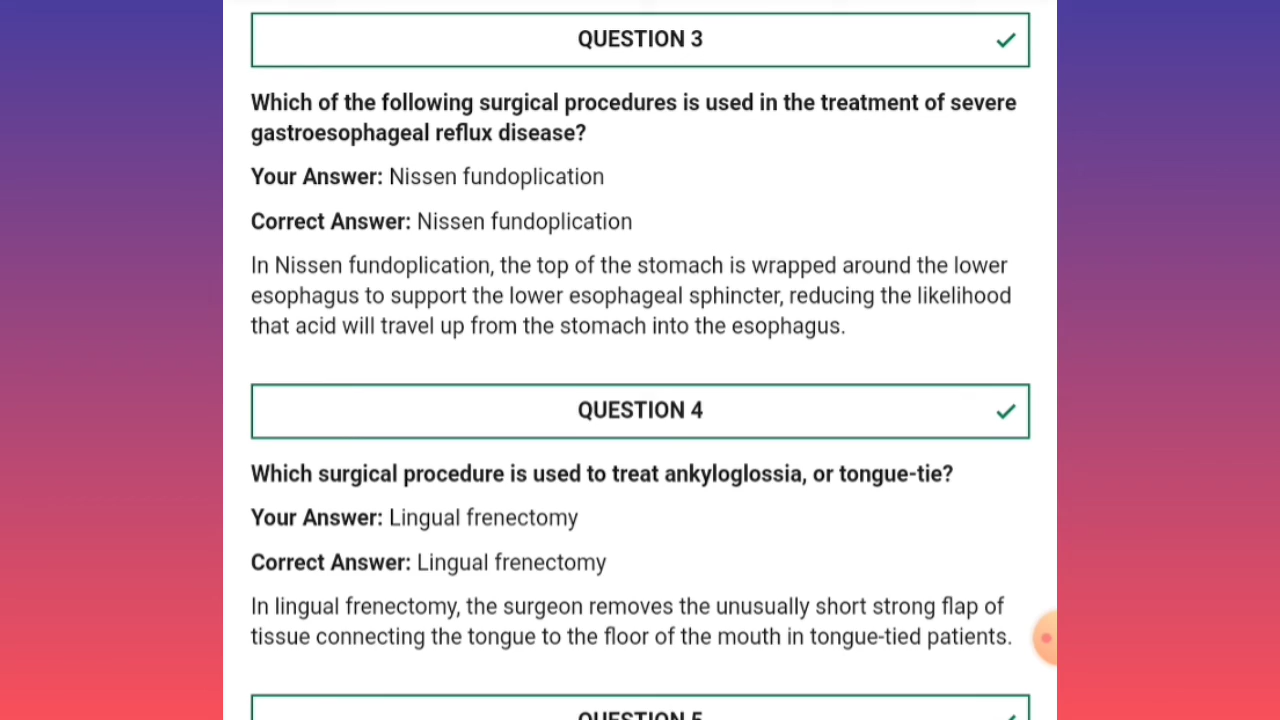 QUESTION 3
Which of the following surgical procedures is used in the treatment of severe
gastroesophageal reflux disease?
Your Answer: Nissen fundoplication
Correct Answer: Nissen fundoplication
In Nissen fundoplication, the top of the stomach is wrapped around the lower
esophagus to support the lower esophageal sphincter, reducing the likelihood
that acid will travel up from the stomach into the esophagus.
QUESTION 4
Which surgical procedure is used to treat ankyloglossia, or tongue-tie?
Your Answer: Lingual frenectomy
Correct Answer: Lingual frenectomy
In lingual frenectomy, the surgeon removes the unusually short strong flap of
tissue connecting the tongue to the floor of the mouth in tongue-tied patients.
QUESTION 5